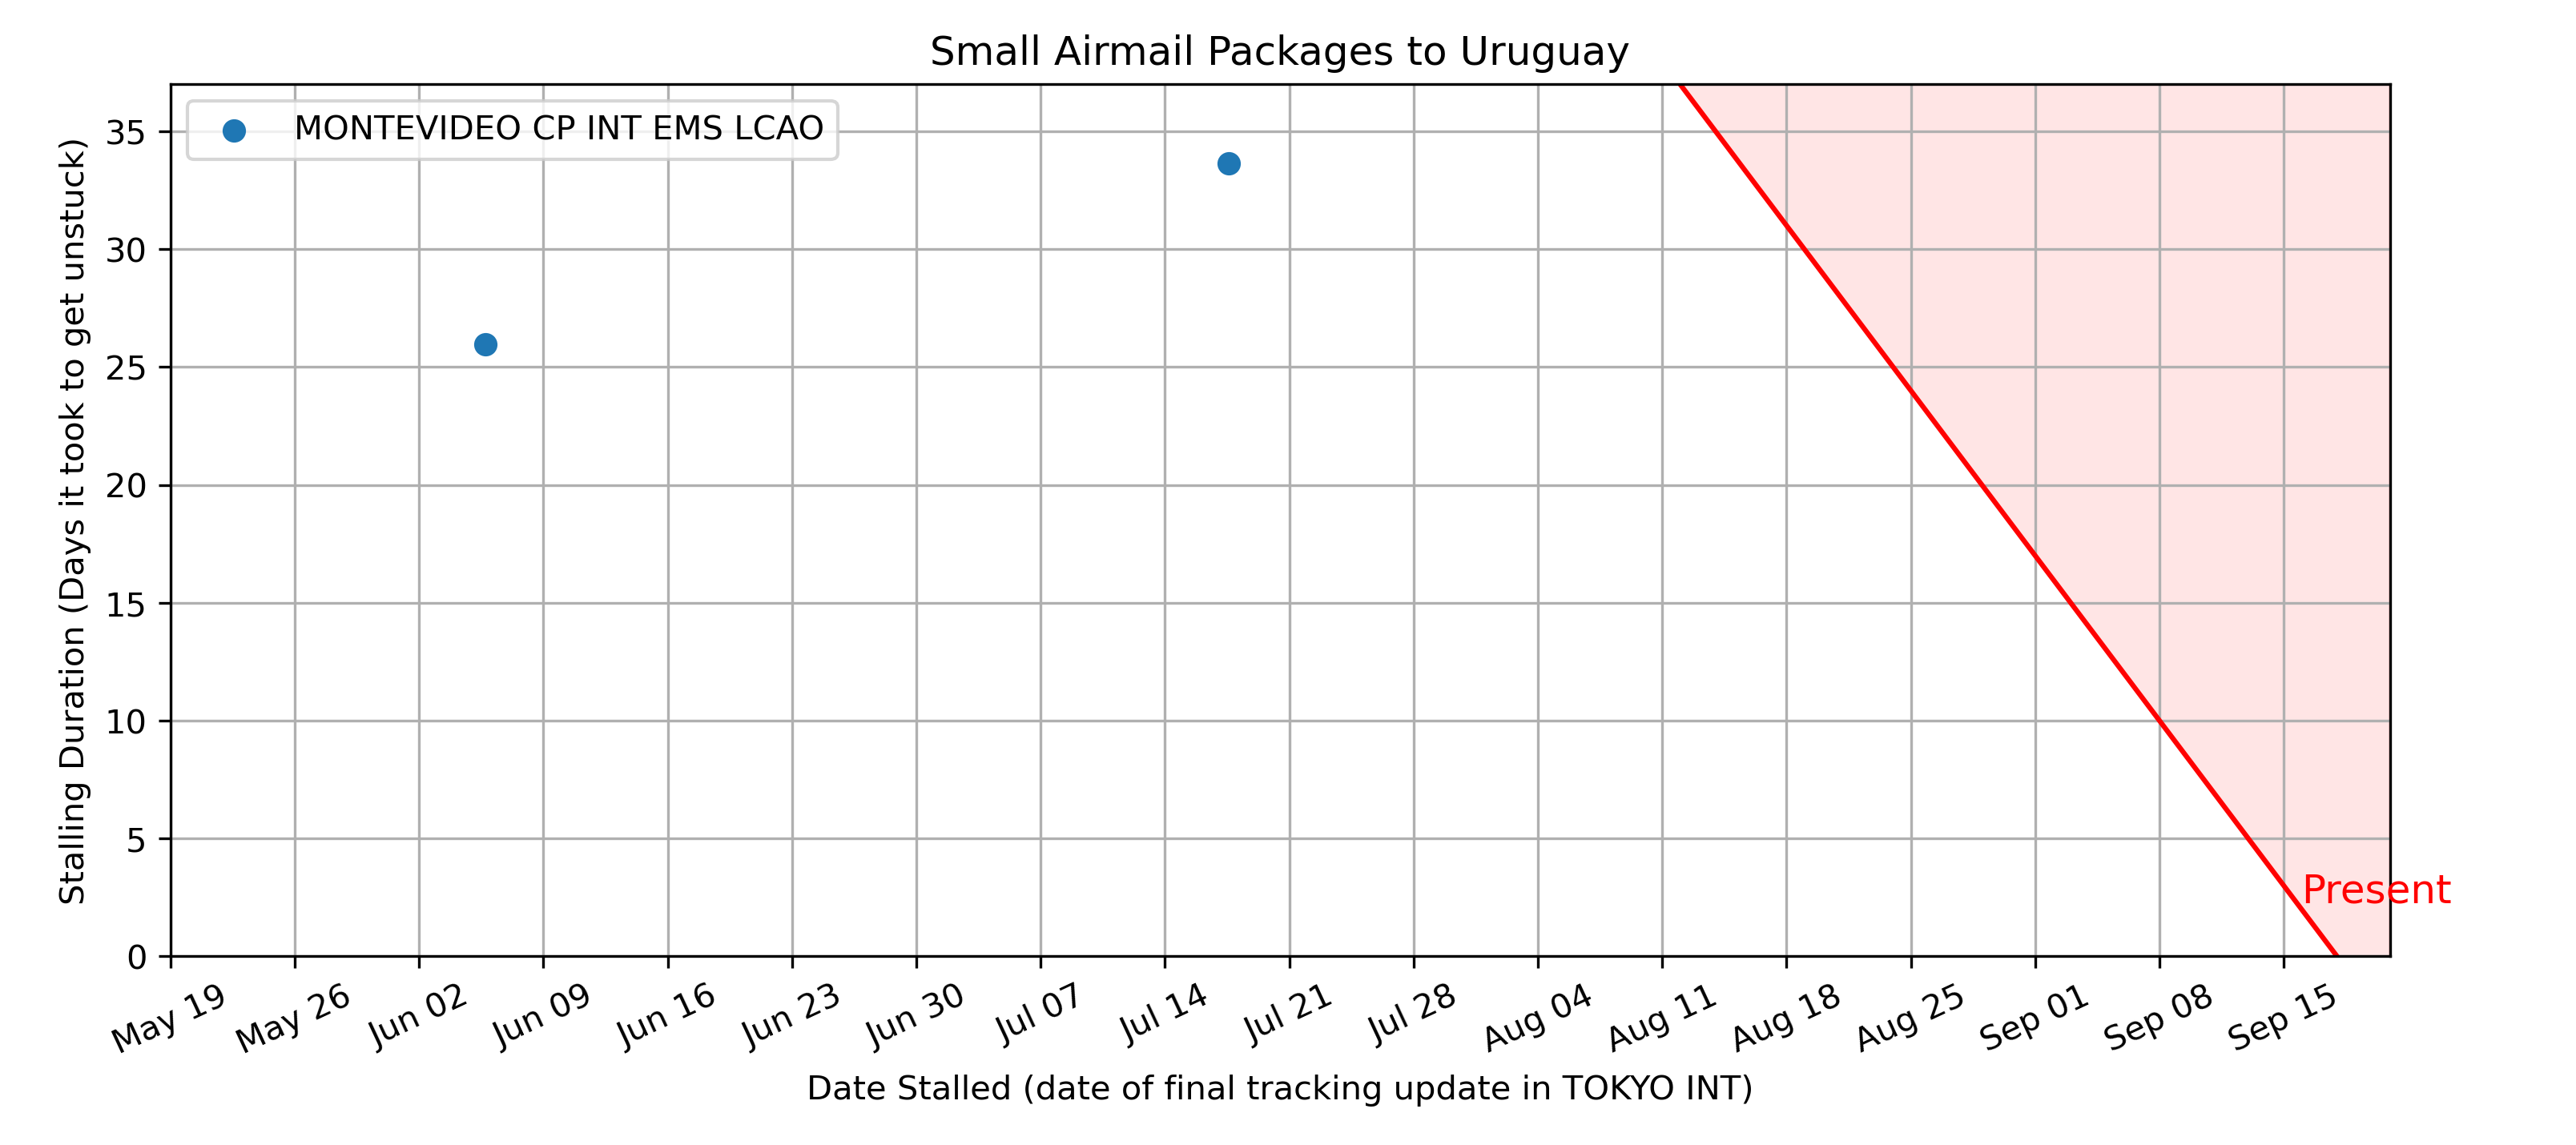 Small Airmail Packages to Uruguay
MONTEVIDEO CP INT EMS LCAO
Stalling Duration (Days it took to get unstuck)
35
30
25
20
15
10
5
0
Present
May 19
May 26
Jun 02
Jun 09
Jun 16
Jun 23
Jun 30
Jul 07
Jul 14
Jul 21
Jul 28
Aug 04
Aug 11
Aug 18
Aug 25
Sep 01
Sep 08
Sep 15
Date Stalled (date of final tracking update in TOKYO INT)